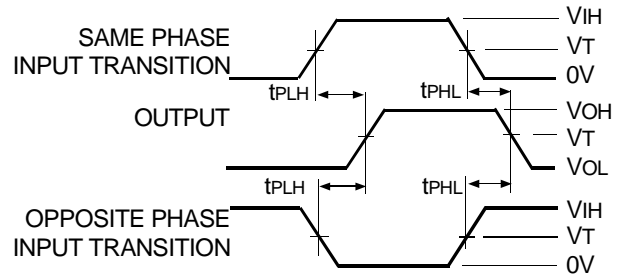 SAME PHASE
INPUT TRANSITION
VIH
VT
0V
tPLH
tPHL
OUTPUT
VOH
VT
VOL
tPLH
tPHL
OPPOSITE PHASE
INPUT TRANSITION
VIH
VT
0V